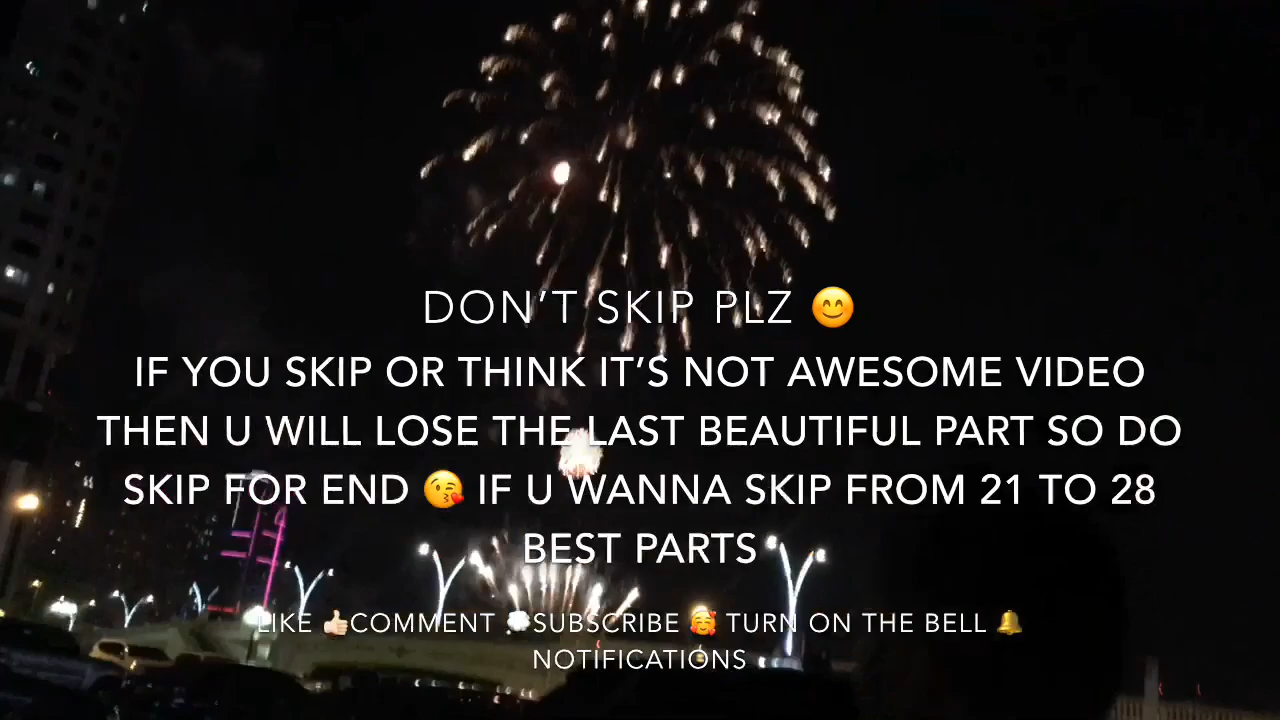 DON’T SKIP PLZ 😊
IF YOU SKIP OR THINK IT’S NOT AWESOME VIDEO
THEN U WILL LOSE THE LAST BEAUTIFUL PART SO DO
SKIP FOR END 😘 IF U WANNA SKIP FROM 21 TO 28
BEST PARTS
LIKE 👍🏻COMMENT 💭SUBSCRIBE 🥰 TURN ON THE BELL 🔔
NOTIFICATIONS